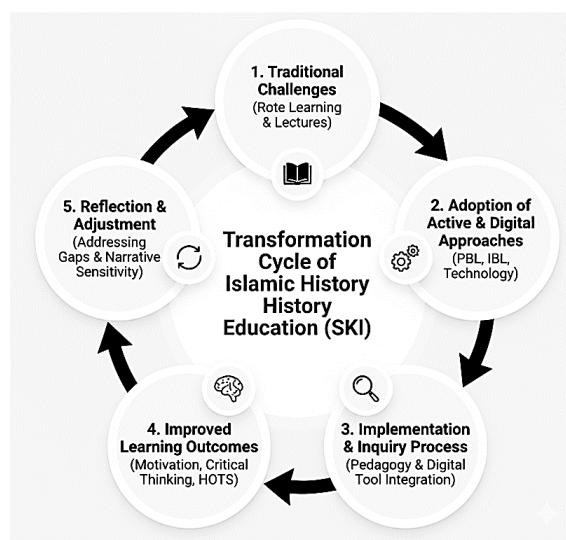 1. Traditional
Challenges
(Rote Learning
& Lectures)
2. Adoption of
Active & Digital
Approaches
(PBL, IBL,
Technology)
3. Implementation
& Inquiry Process
(Pedagogy & Digital
Tool Integration)
4. Improved
Learning Outcomes
(Motivation, Critical
Thinking, HOTS)
5. Reflection &
Adjustment
(Addressing
Gaps & Narrative
Sensitivity)
Transformation
Cycle of
Islamic History
History
Education (SKI)